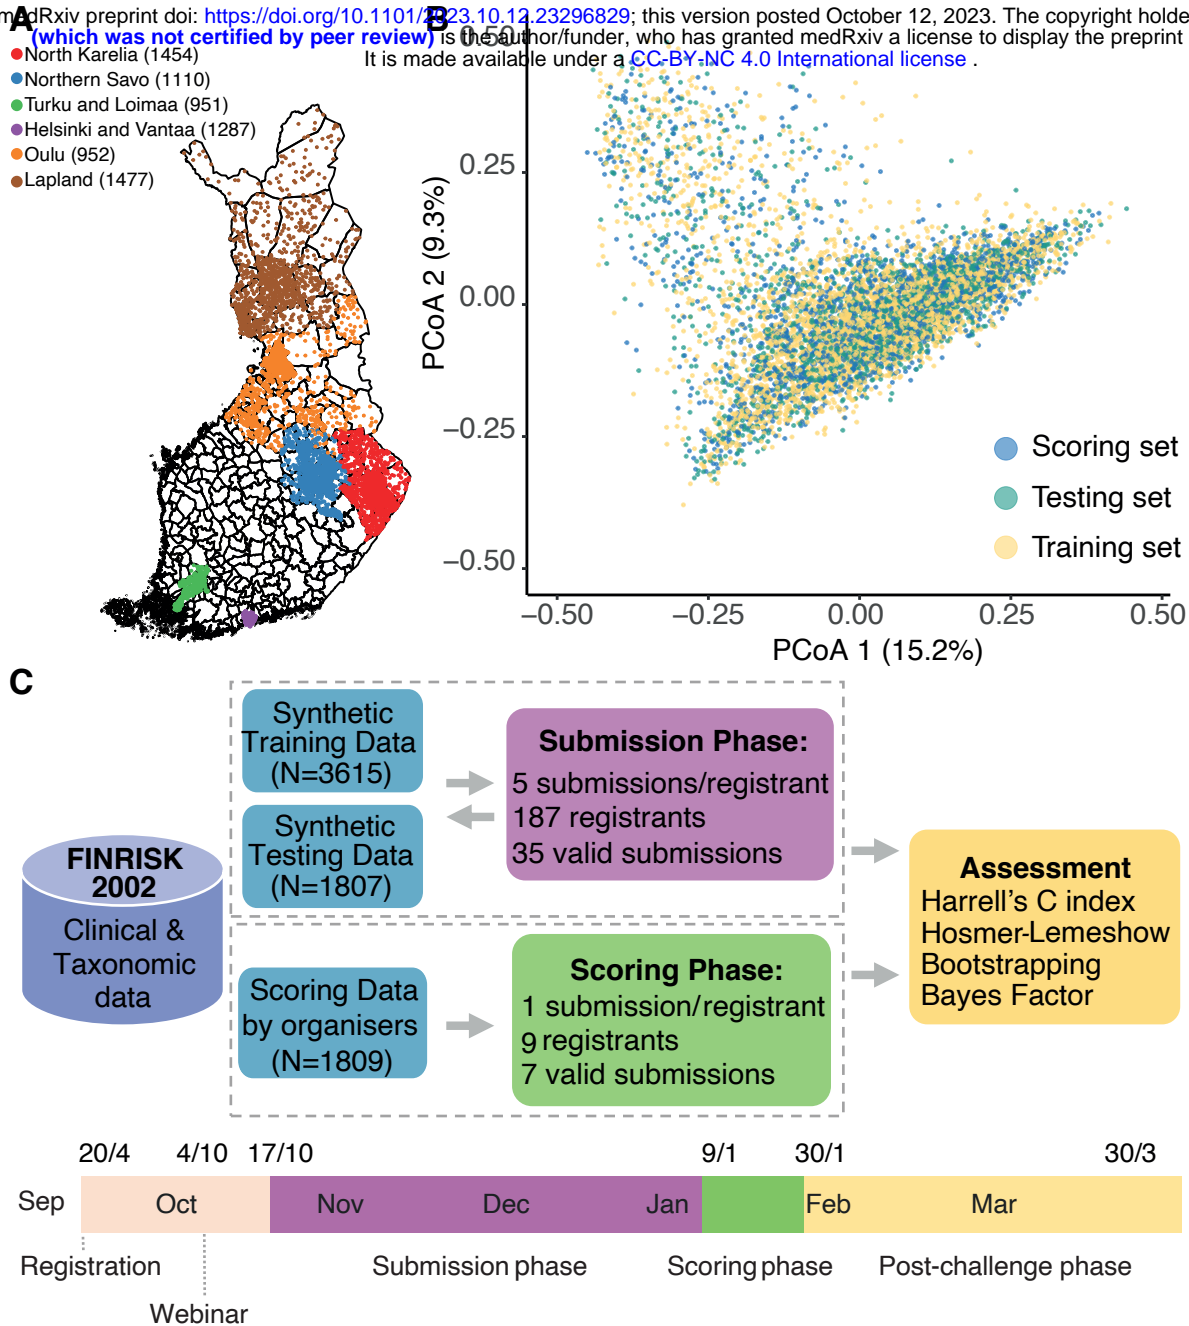 medRxiv preprint doi: https://doi.org/10.1101/2023.10.12.23296829; this version posted October 12, 2023. The copyright holde
(which was not certified by peer review) is the author/funder, who has granted medRxiv a license to display the preprint
It is made available under a CC-BY-NC 4.0 International license .
A
North Karelia (1454)
Northern Savo (1110)
Turku and Loimaa (951)
Helsinki and Vantaa (1287)
Oulu (952)
Lapland (1477)
B
0.50
0.25
0.00
−0.25
−0.50
PCoA 2 (9.3%)
Scoring set
Testing set
Training set
−0.50
−0.25
0.00
0.25
0.50
PCoA 1 (15.2%)
C
FINRISK
2002
Clinical &
Taxonomic
data
Synthetic
Training Data
(N=3615)
Synthetic
Testing Data
(N=1807)
Submission Phase:
5 submissions/registrant
187 registrants
35 valid submissions
Scoring Data
by organisers
(N=1809)
Scoring Phase:
1 submission/registrant
9 registrants
7 valid submissions
Assessment
Harrell's C index
Hosmer-Lemeshow
Bootstrapping
Bayes Factor
20/4 4/10 17/10 9/1 30/1 30/3
Sep Oct Nov Dec Jan Feb Mar
Registration Submission phase Scoring phase Post-challenge phase
Webinar